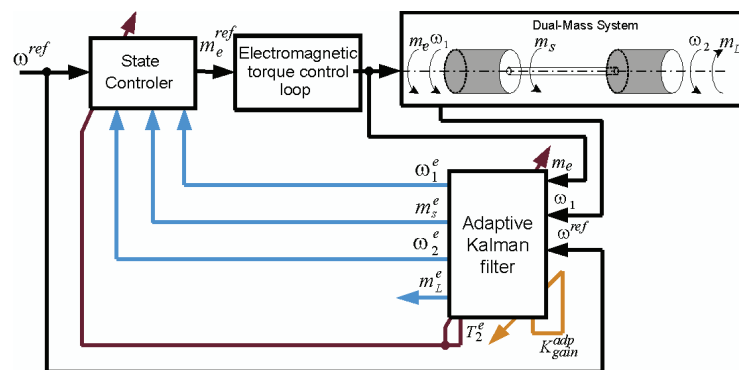 Dual-Mass System
ω^ref
State
Controler
m_e^ref
Electromagnetic
torque control
loop
m_e ω_1 m_s ω_2 m_L
m_e
ω_1
ω^ref
Adaptive
Kalman
filter
ω_1^e
m_s^e
ω_2^e
m_L^e
T_2^e
K_gain^adp